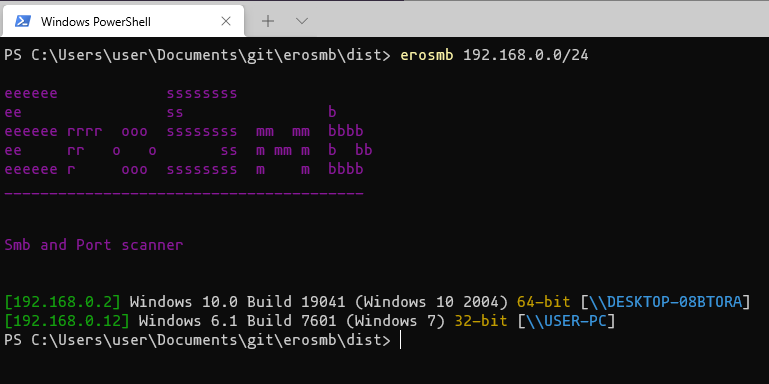 Windows PowerShell
PS C:\Users\user\Documents\git\erosmb\dist> erosmb 192.168.0.0/24
eeeeee            ssssssss
ee                ss                b
eeeeee rrrr  ooo  ssssssss  mm  mm  bbbb
ee     rr   o   o       ss  m mm m  b  bb
eeeeee r     ooo  ssssssss  m    m  bbbb
________________________________________
Smb and Port scanner
[192.168.0.2] Windows 10.0 Build 19041 (Windows 10 2004) 64-bit [\\DESKTOP-08BTORA]
[192.168.0.12] Windows 6.1 Build 7601 (Windows 7) 32-bit [\\USER-PC]
PS C:\Users\user\Documents\git\erosmb\dist>